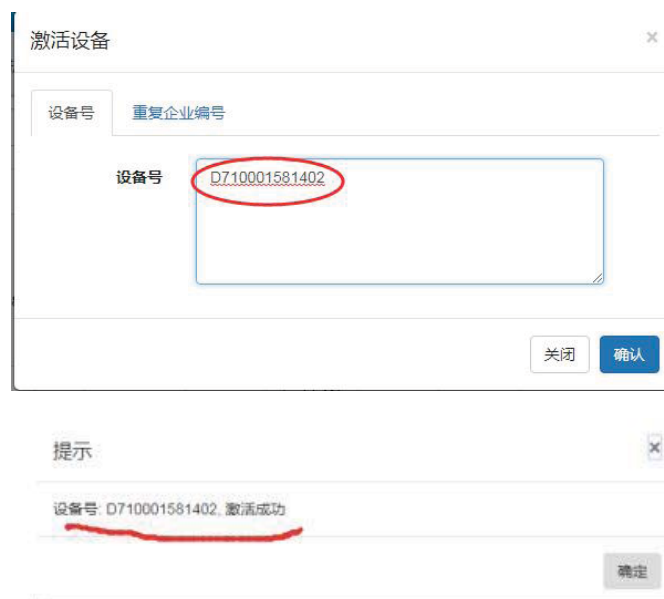 激活设备
×
设备号 重复企业编号
设备号 D710001581402
关闭 确认
提示
×
设备号: D710001581402, 激活成功
确定